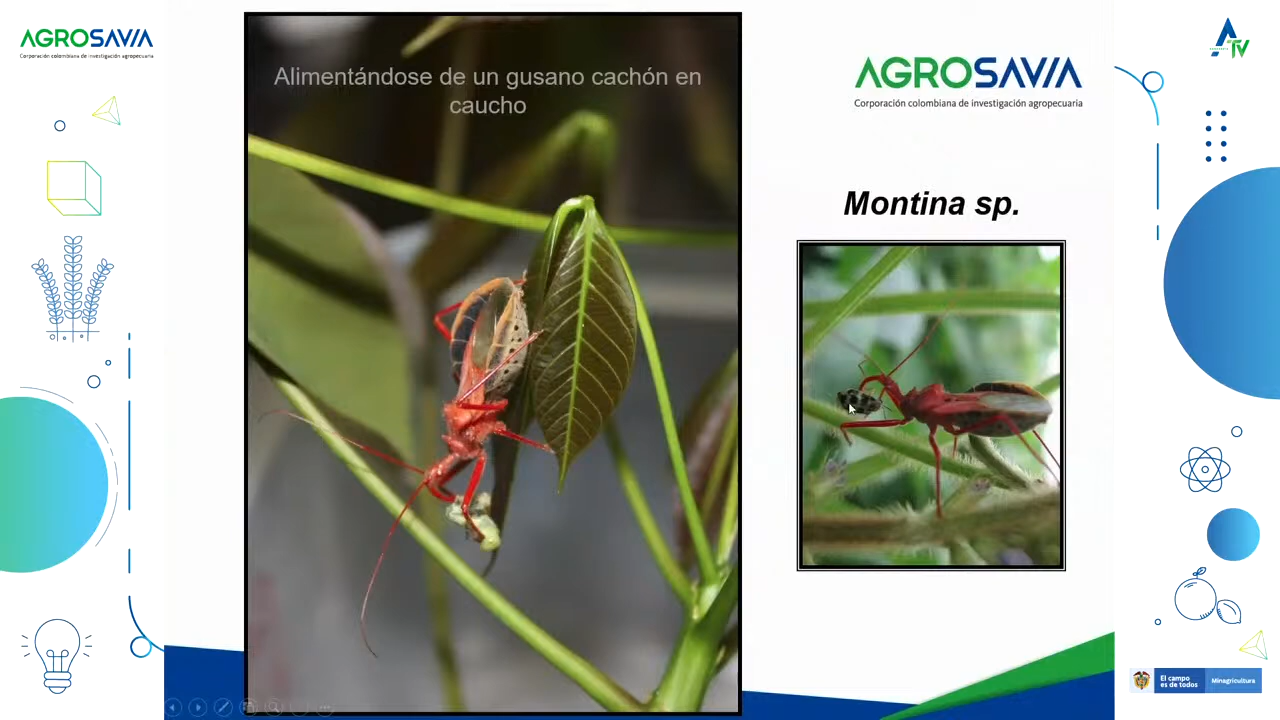 AGROSAVIA
Corporación colombiana de investigación agropecuaria
Alimentándose de un gusano cachón en
caucho
AGROSAVIA
Corporación colombiana de investigación agropecuaria
Montina sp.
TV
El campo
es de todos
Minagricultura